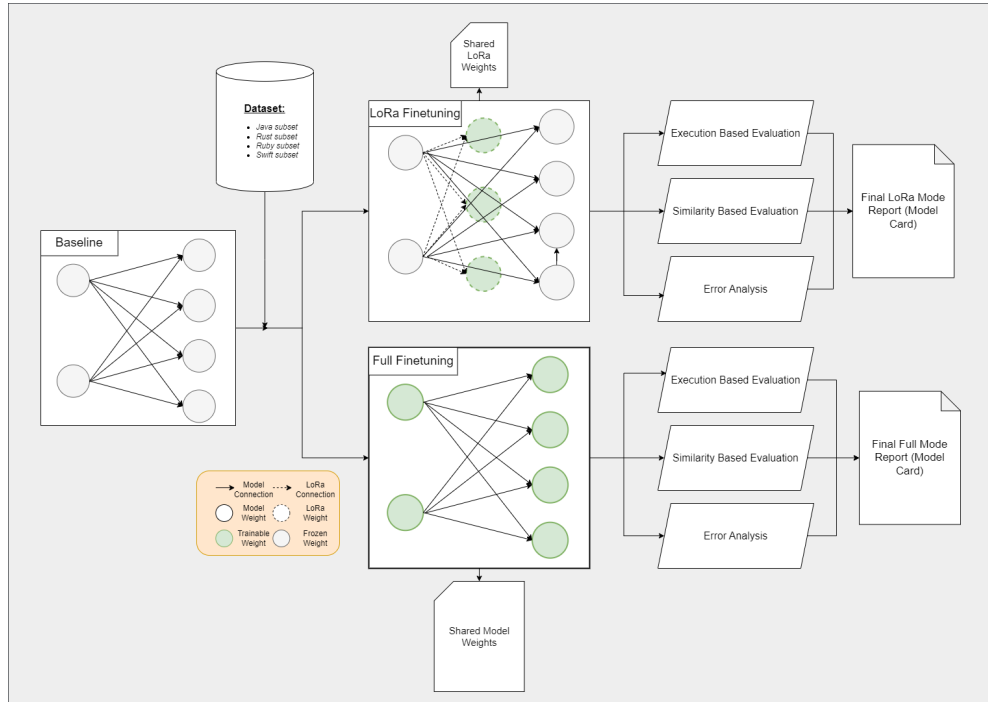 Shared
LoRa
Weights
Dataset:
Java subset
Rust subset
Ruby subset
Swift subset
LoRa Finetuning
Execution Based Evaluation
Similarity Based Evaluation
Error Analysis
Final LoRa Mode
Report (Model
Card)
Baseline
Full Finetuning
Execution Based Evaluation
Similarity Based Evaluation
Error Analysis
Final Full Mode
Report (Model
Card)
Model
Connection
LoRa
Connection
Model
Weight
LoRa
Weight
Trainable
Weight
Frozen
Weight
Shared Model
Weights